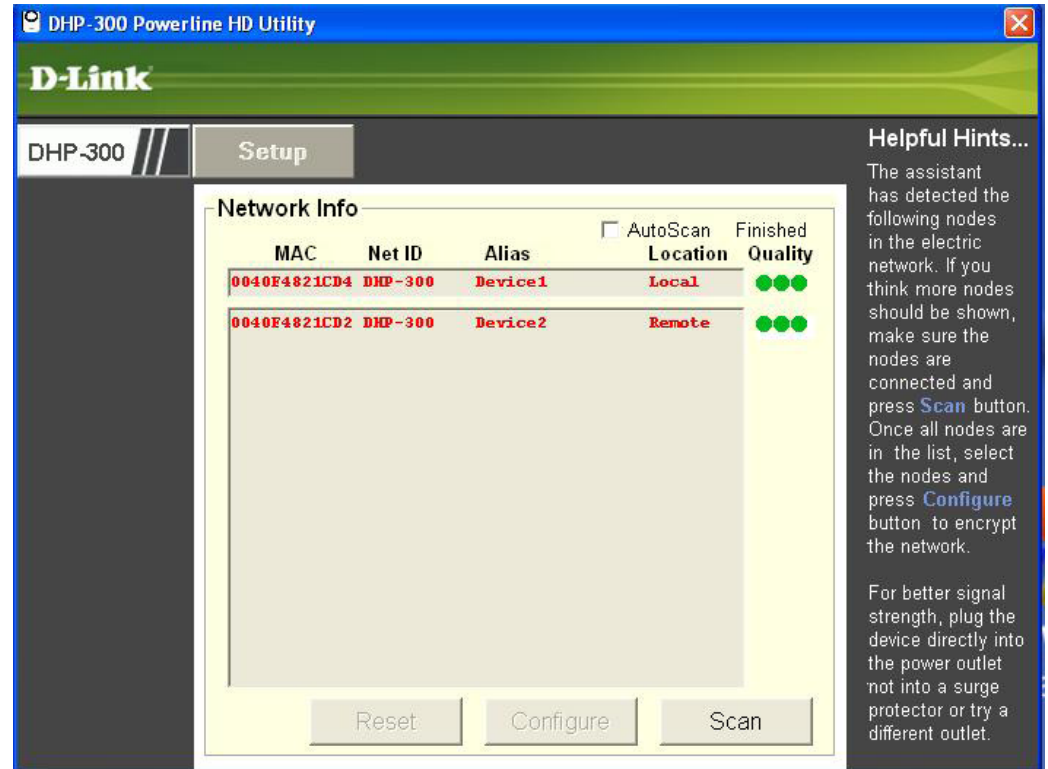 DHP-300 Powerline HD Utility
D-Link
DHP-300
Setup
Network Info
AutoScan Finished
MAC Net ID Alias Location Quality
0040F4821CD4 DHP-300 Device1 Local
0040F4821CD2 DHP-300 Device2 Remote
Reset Configure Scan
Helpful Hints...
The assistant
has detected the
following nodes
in the electric
network. If you
think more nodes
should be shown,
make sure the
nodes are
connected and
press Scan button.
Once all nodes are
in the list, select
the nodes and
press Configure
button to encrypt
the network.
For better signal
strength, plug the
device directly into
the power outlet
not into a surge
protector or try a
different outlet.